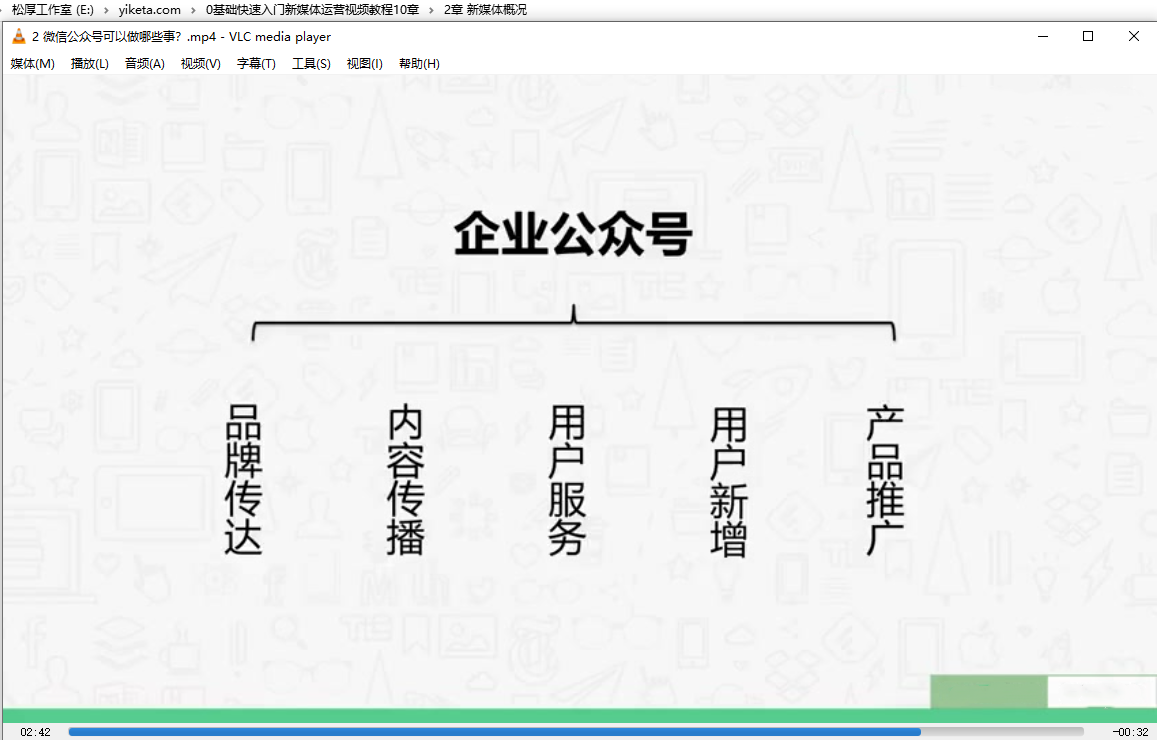 松厚工作室 (E:) › yiketa.com › 0基础快速入门新媒体运营视频教程10章 › 2章 新媒体概况
2 微信公众号可以做哪些事? .mp4 - VLC media player
媒体(M) 播放(L) 音频(A) 视频(V) 字幕(T) 工具(S) 视图(I) 帮助(H)
企业公众号
品牌传达
内容传播
用户服务
用户新增
产品推广
02:42
-00:32